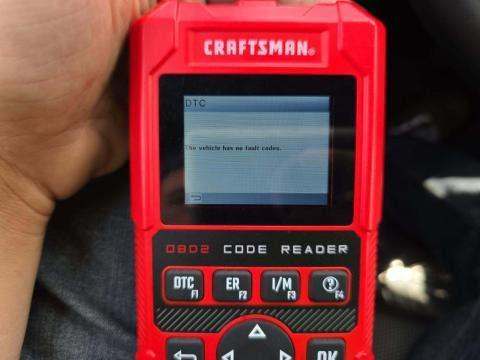 CRAFTSMAN®
DTC
The vehicle has no fault codes.
OBD2 CODE READER
DTC F1 ER F2 I/M F3 ? F4
OK